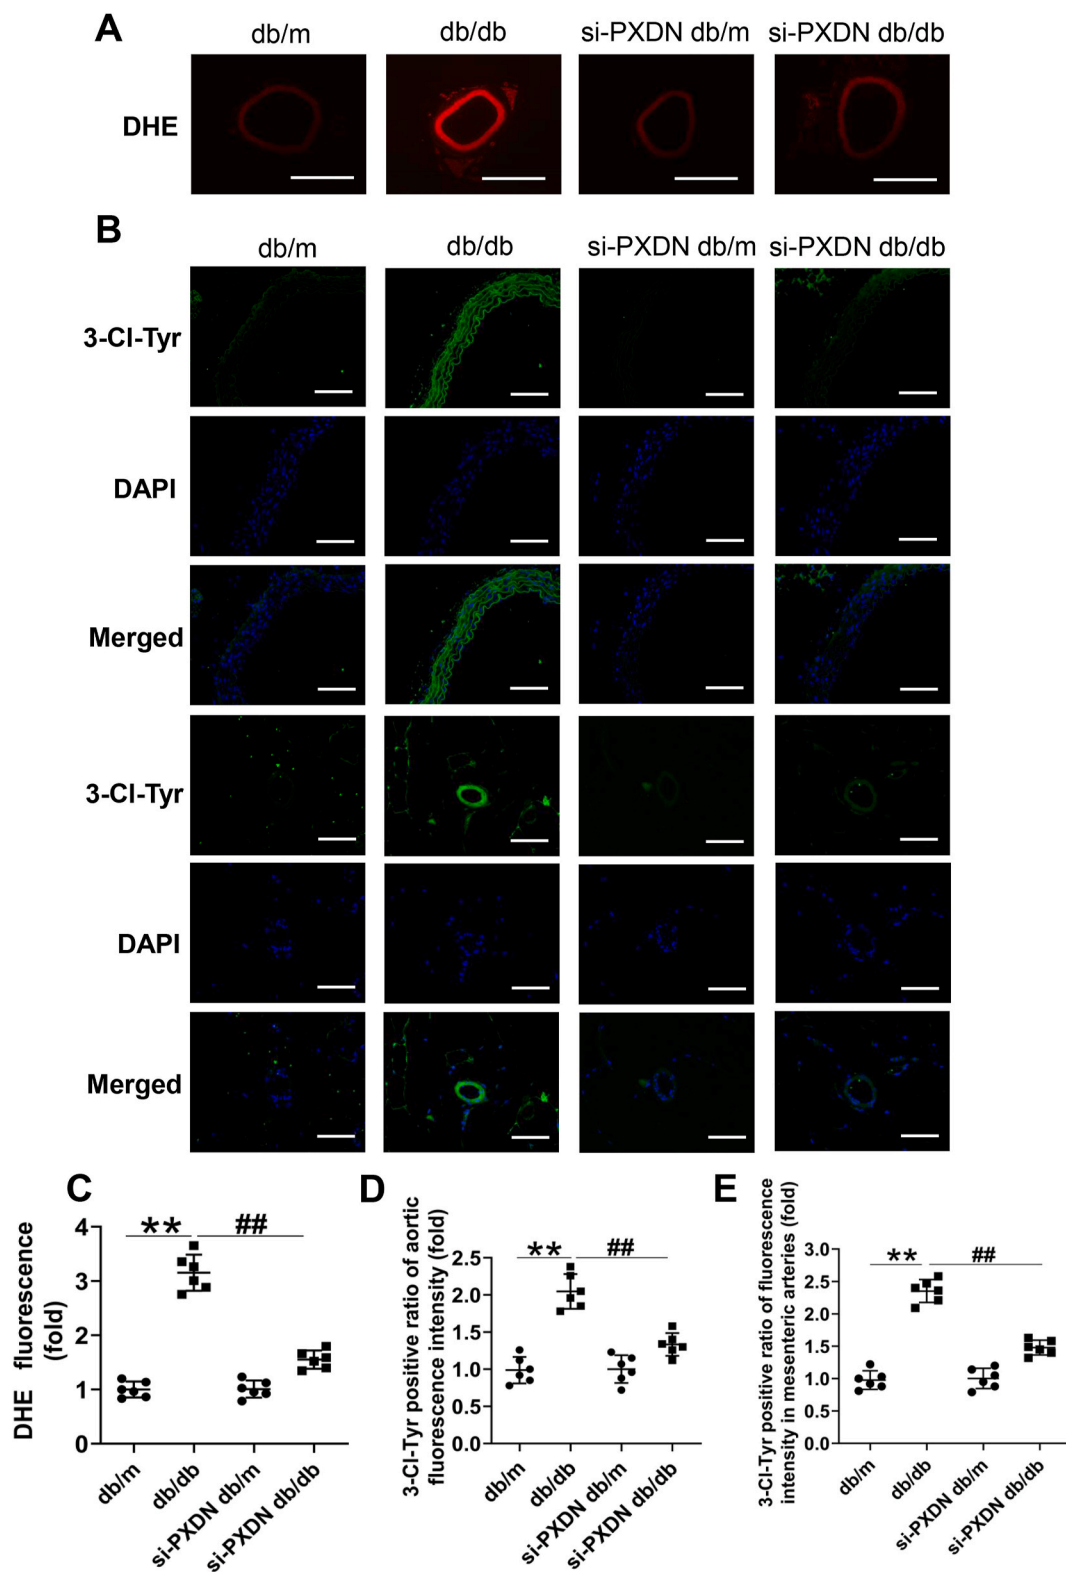 A
db/m
db/db
si-PXDN db/m
si-PXDN db/db
DHE
B
db/m
db/db
si-PXDN db/m
si-PXDN db/db
3-Cl-Tyr
DAPI
Merged
3-Cl-Tyr
DAPI
Merged
C
DHE fluorescence
(fold)
4
3
2
1
0
**
##
db/m
db/db
si-PXDN db/m
si-PXDN db/db
D
3-Cl-Tyr positive ratio of aortic
fluorescence intensity (fold)
2.5
2.0
1.5
1.0
0.5
0.0
**
##
db/m
db/db
si-PXDN db/m
si-PXDN db/db
E
3-Cl-Tyr positive ratio of fluorescence
intensity in mesenteric arteries (fold)
3.0
2.5
2.0
1.5
1.0
0.5
0.0
**
##
db/m
db/db
si-PXDN db/m
si-PXDN db/db